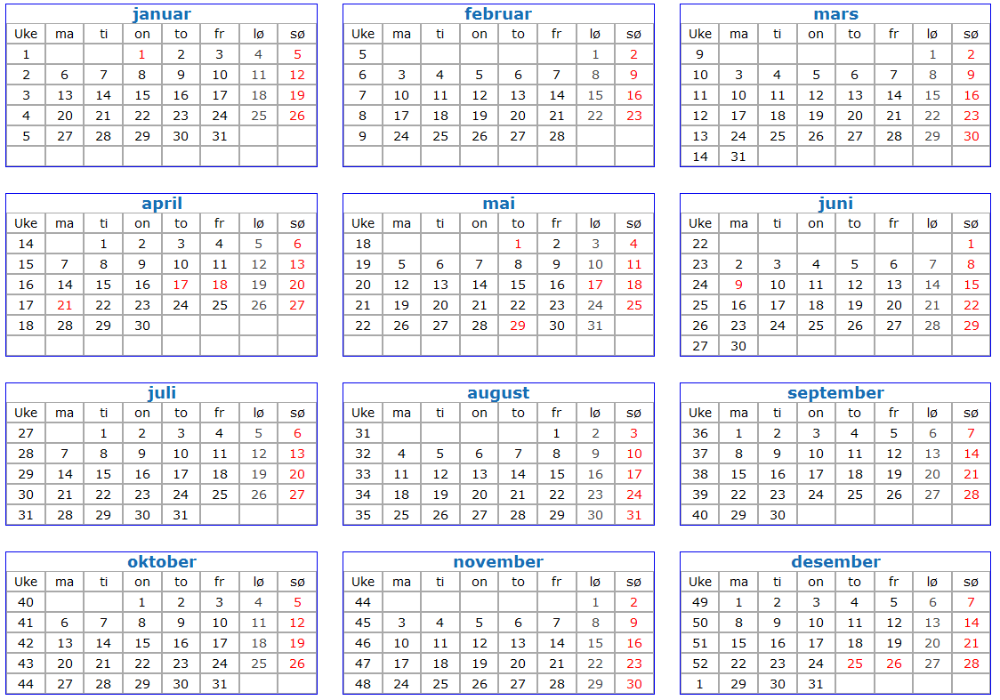 januar
Uke ma ti on to fr lø sø
1 1 2 3 4 5
2 6 7 8 9 10 11 12
3 13 14 15 16 17 18 19
4 20 21 22 23 24 25 26
5 27 28 29 30 31
februar
Uke ma ti on to fr lø sø
5 1 2
6 3 4 5 6 7 8 9
7 10 11 12 13 14 15 16
8 17 18 19 20 21 22 23
9 24 25 26 27 28
mars
Uke ma ti on to fr lø sø
9 1 2
10 3 4 5 6 7 8 9
11 10 11 12 13 14 15 16
12 17 18 19 20 21 22 23
13 24 25 26 27 28 29 30
14 31
april
Uke ma ti on to fr lø sø
14 1 2 3 4 5 6
15 7 8 9 10 11 12 13
16 14 15 16 17 18 19 20
17 21 22 23 24 25 26 27
18 28 29 30
mai
Uke ma ti on to fr lø sø
18 1 2 3 4
19 5 6 7 8 9 10 11
20 12 13 14 15 16 17 18
21 19 20 21 22 23 24 25
22 26 27 28 29 30 31
juni
Uke ma ti on to fr lø sø
22 1
23 2 3 4 5 6 7 8
24 9 10 11 12 13 14 15
25 16 17 18 19 20 21 22
26 23 24 25 26 27 28 29
27 30
juli
Uke ma ti on to fr lø sø
27 1 2 3 4 5 6
28 7 8 9 10 11 12 13
29 14 15 16 17 18 19 20
30 21 22 23 24 25 26 27
31 28 29 30 31
august
Uke ma ti on to fr lø sø
31 1 2 3
32 4 5 6 7 8 9 10
33 11 12 13 14 15 16 17
34 18 19 20 21 22 23 24
35 25 26 27 28 29 30 31
september
Uke ma ti on to fr lø sø
36 1 2 3 4 5 6 7
37 8 9 10 11 12 13 14
38 15 16 17 18 19 20 21
39 22 23 24 25 26 27 28
40 29 30
oktober
Uke ma ti on to fr lø sø
40 1 2 3 4 5
41 6 7 8 9 10 11 12
42 13 14 15 16 17 18 19
43 20 21 22 23 24 25 26
44 27 28 29 30 31
november
Uke ma ti on to fr lø sø
44 1 2
45 3 4 5 6 7 8 9
46 10 11 12 13 14 15 16
47 17 18 19 20 21 22 23
48 24 25 26 27 28 29 30
desember
Uke ma ti on to fr lø sø
49 1 2 3 4 5 6 7
50 8 9 10 11 12 13 14
51 15 16 17 18 19 20 21
52 22 23 24 25 26 27 28
1 29 30 31